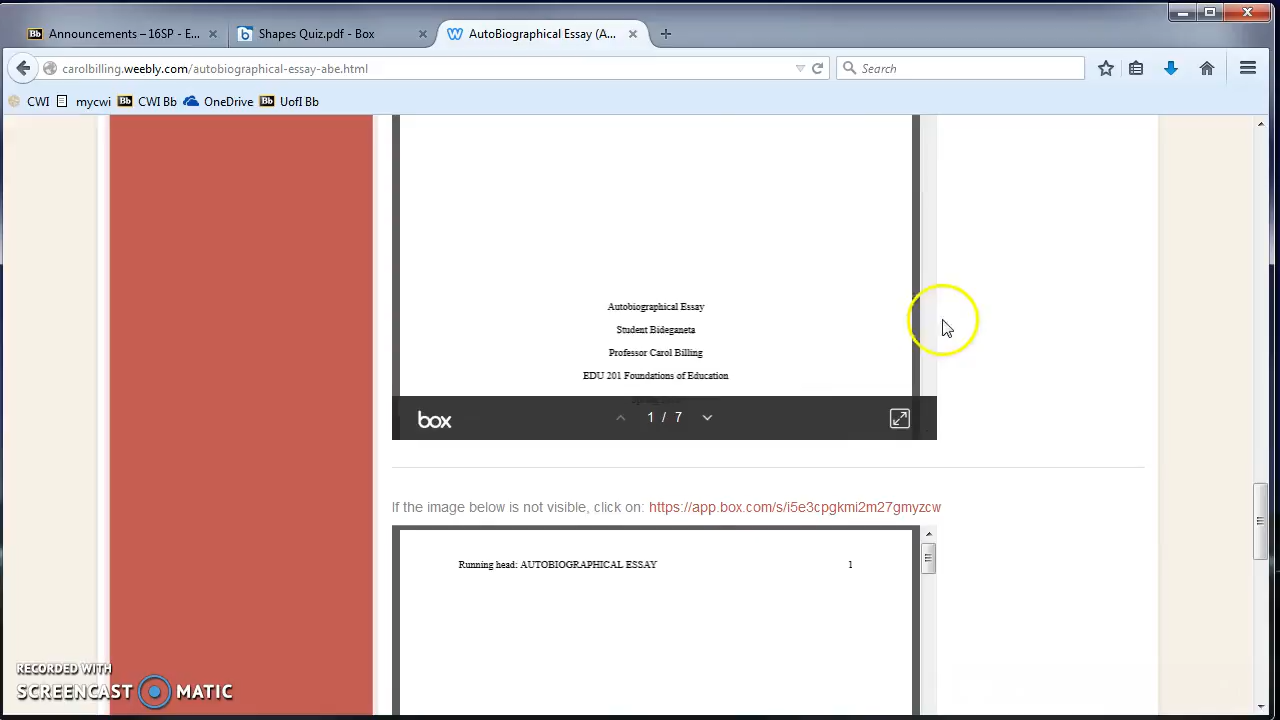 Announcements – 16SP - E...
Shapes Quiz.pdf - Box
AutoBiographical Essay (A...
carolbilling.weebly.com/autobiographical-essay-abe.html
Search
CWI
mycwi
Bb CWI Bb
OneDrive
Bb UofI Bb
Autobiographical Essay
Student Bideganeta
Professor Carol Billing
EDU 201 Foundations of Education
box
1 / 7
If the image below is not visible, click on: https://app.box.com/s/i5e3cpgkmi2m27gmyzcw
Running head: AUTOBIOGRAPHICAL ESSAY 1
RECORDED WITH
SCREENCAST MATIC